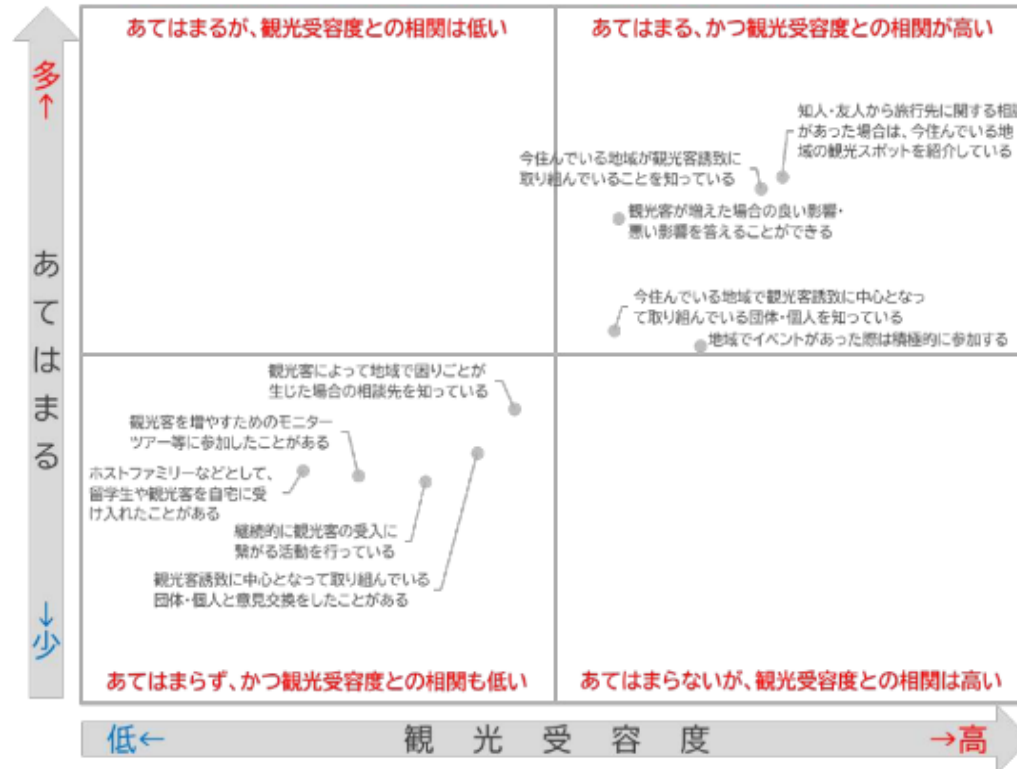 あてはまるが、観光受容度との相関は低い
あてはまる、かつ観光受容度との相関が高い
多
↑
あてはまる
↓
少
知人・友人から旅行先に関する相談
があった場合は、今住んでいる地
域の観光スポットを紹介している
今住んでいる地域が観光客誘致に
取り組んでいることを知っている
観光客が増えた場合の良い影響・
悪い影響を答えることができる
今住んでいる地域で観光客誘致に中心となっ
て取り組んでいる団体・個人を知っている
地域でイベントがあった際は積極的に参加する
観光客によって地域で困りごとが
生じた場合の相談先を知っている
観光客を増やすためのモニター
ツアー等に参加したことがある
ホストファミリーなどとして、
留学生や観光客を自宅に受
け入れたことがある
継続的に観光客の受入に
繋がる活動を行っている
観光客誘致に中心となって取り組んでいる
団体・個人と意見交換をしたことがある
あてはまらず、かつ観光受容度との相関も低い
あてはまらないが、観光受容度との相関は高い
低← 観光受容度 →高